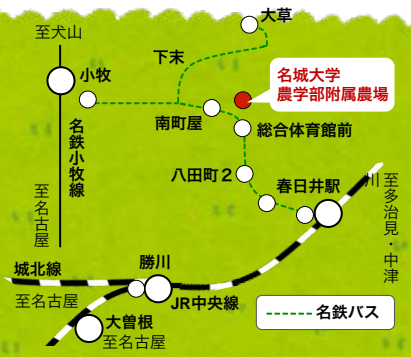 大草
至犬山
下末
小牧
名城大学
農学部附属農場
南町屋
総合体育館前
名鉄小牧線
八田町2
春日井駅
至名古屋
至多治見・中津
川
城北線
勝川
至名古屋
JR中央線
大曽根
至名古屋
名鉄バス